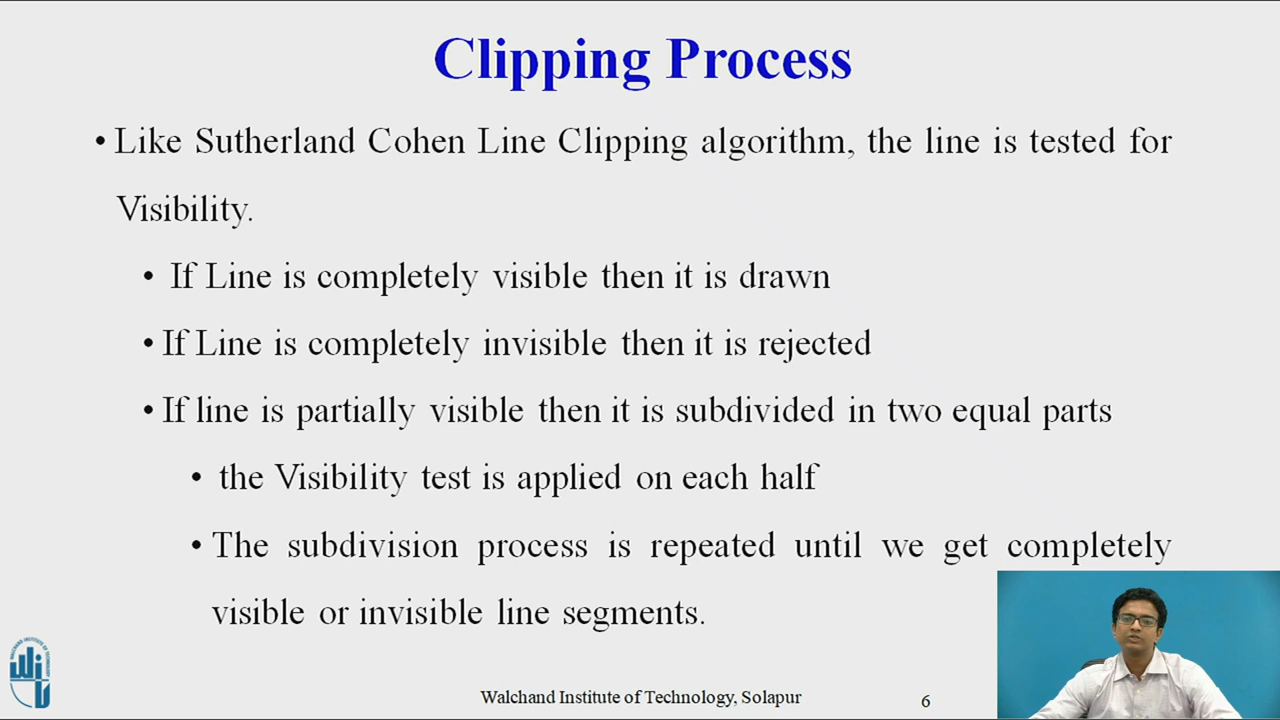 Clipping Process
• Like Sutherland Cohen Line Clipping algorithm, the line is tested for
Visibility.
• If Line is completely visible then it is drawn
• If Line is completely invisible then it is rejected
• If line is partially visible then it is subdivided in two equal parts
• the Visibility test is applied on each half
• The subdivision process is repeated until we get completely
visible or invisible line segments.
Walchand Institute of Technology, Solapur
6